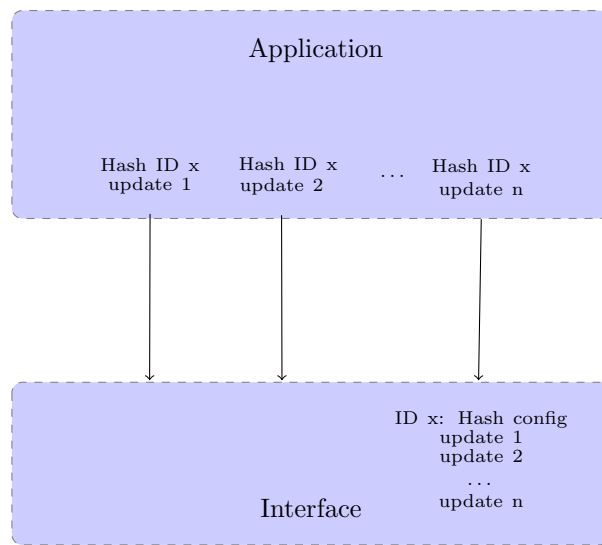 Application
Hash ID x Hash ID x ... Hash ID x
update 1 update 2 update n
ID x: Hash config
update 1
update 2
...
update n
Interface